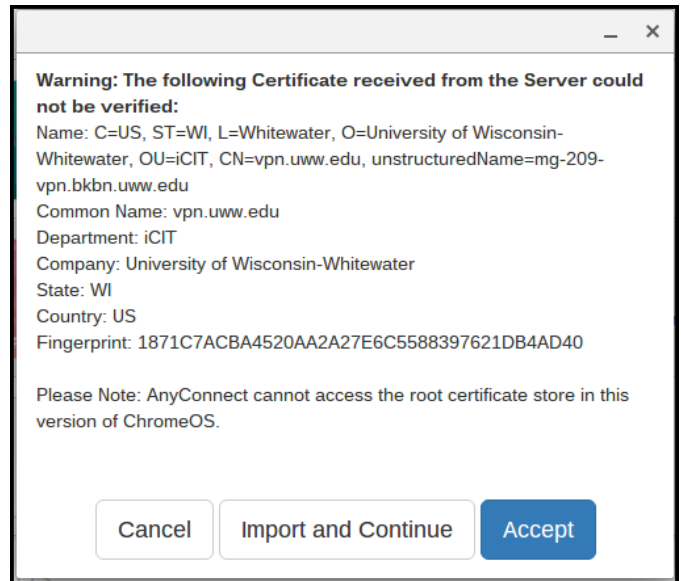 Warning: The following Certificate received from the Server could
not be verified:
Name: C=US, ST=WI, L=Whitewater, O=University of Wisconsin-
Whitewater, OU=iCIT, CN=vpn.uww.edu, unstructuredName=mg-209-
vpn.bkbn.uww.edu
Common Name: vpn.uww.edu
Department: iCIT
Company: University of Wisconsin-Whitewater
State: WI
Country: US
Fingerprint: 1871C7ACBA4520AA2A27E6C5588397621DB4AD40
Please Note: AnyConnect cannot access the root certificate store in this
version of ChromeOS.
Cancel Import and Continue Accept